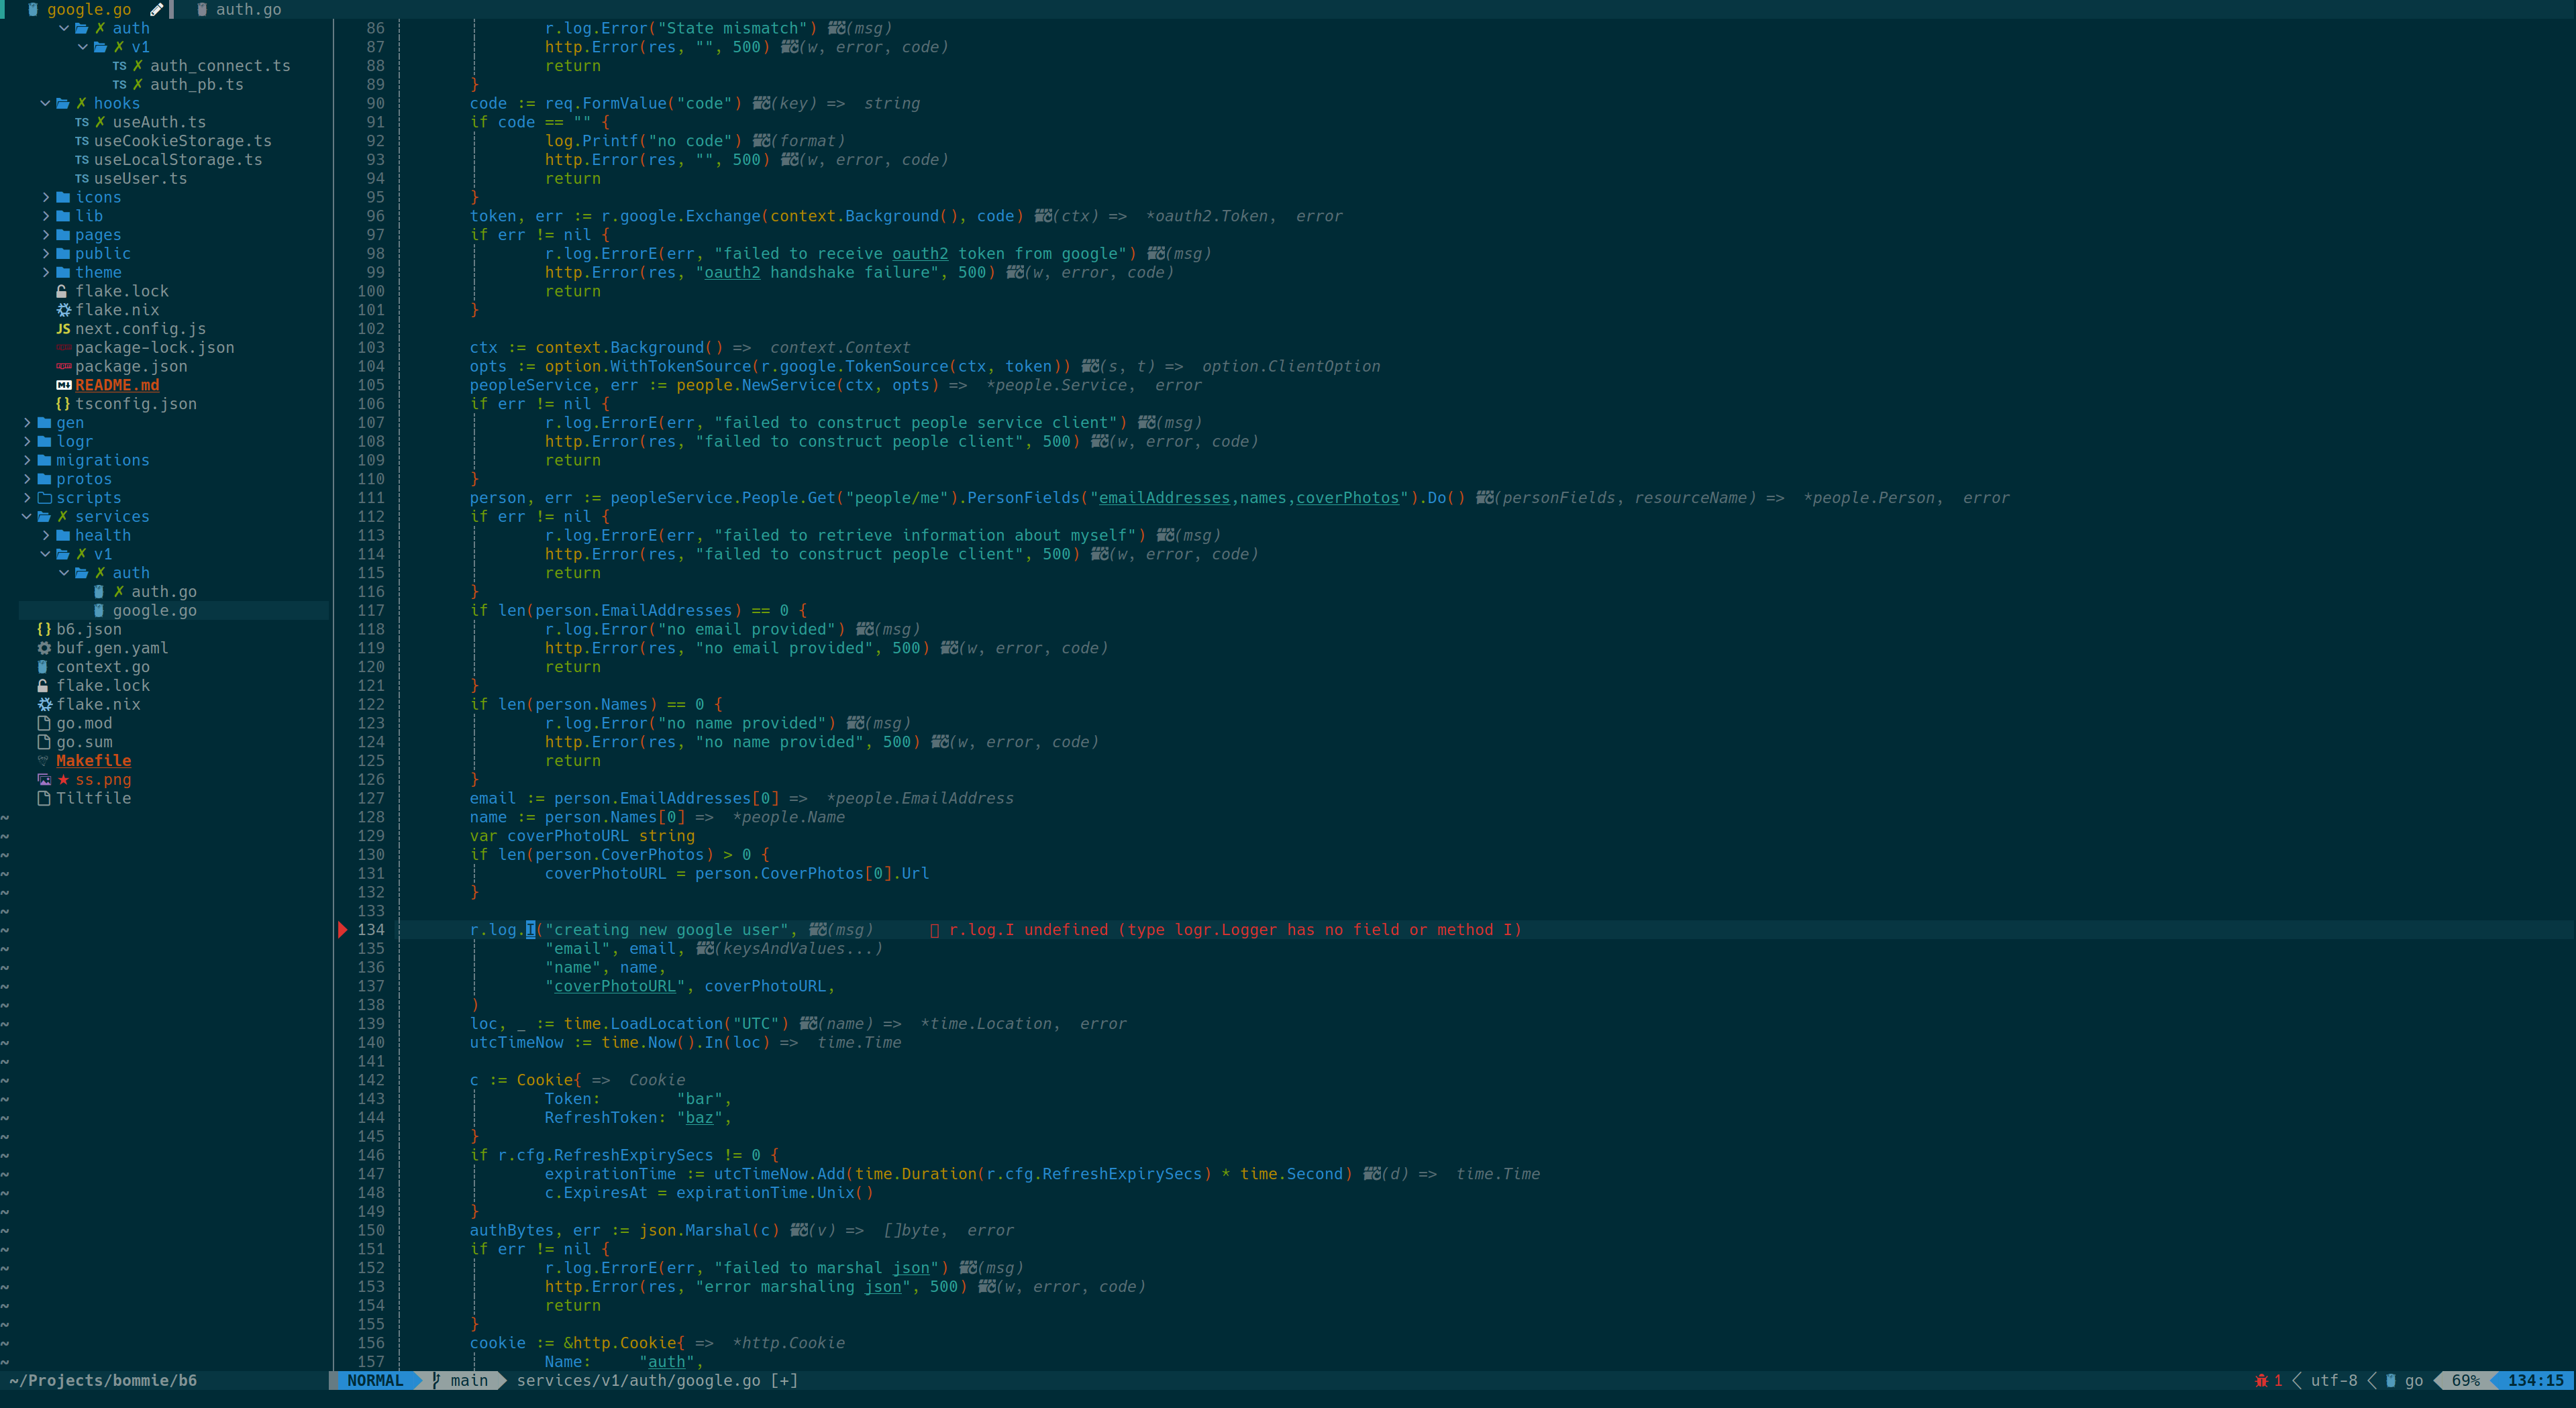 google.go auth.go
auth
v1
TS auth_connect.ts
TS auth_pb.ts
hooks
TS useAuth.ts
TS useCookieStorage.ts
TS useLocalStorage.ts
TS useUser.ts
icons
lib
pages
public
theme
flake.lock
flake.nix
JS next.config.js
package-lock.json
package.json
README.md
{} tsconfig.json
gen
logr
migrations
protos
scripts
services
health
v1
auth
auth.go
google.go
{} b6.json
buf.gen.yaml
context.go
flake.lock
flake.nix
go.mod
go.sum
Makefile
ss.png
Tiltfile
86 r.log.Error("State mismatch") (msg)
87 http.Error(res, "", 500) (w, error, code)
88 return
89 }
90 code := req.FormValue("code") (key) => string
91 if code == "" {
92 log.Printf("no code") (format)
93 http.Error(res, "", 500) (w, error, code)
94 return
95 }
96 token, err := r.google.Exchange(context.Background(), code) (ctx) => *oauth2.Token, error
97 if err != nil {
98 r.log.ErrorE(err, "failed to receive oauth2 token from google") (msg)
99 http.Error(res, "oauth2 handshake failure", 500) (w, error, code)
100 return
101 }
102
103 ctx := context.Background() => context.Context
104 opts := option.WithTokenSource(r.google.TokenSource(ctx, token)) (s, t) => option.ClientOption
105 peopleService, err := people.NewService(ctx, opts) => *people.Service, error
106 if err != nil {
107 r.log.ErrorE(err, "failed to construct people service client") (msg)
108 http.Error(res, "failed to construct people client", 500) (w, error, code)
109 return
110 }
111 person, err := peopleService.People.Get("people/me").PersonFields("emailAddresses,names,coverPhotos").Do() (personFields, resourceName) => *people.Person, error
112 if err != nil {
113 r.log.ErrorE(err, "failed to retrieve information about myself") (msg)
114 http.Error(res, "failed to construct people client", 500) (w, error, code)
115 return
116 }
117 if len(person.EmailAddresses) == 0 {
118 r.log.Error("no email provided") (msg)
119 http.Error(res, "no email provided", 500) (w, error, code)
120 return
121 }
122 if len(person.Names) == 0 {
123 r.log.Error("no name provided") (msg)
124 http.Error(res, "no name provided", 500) (w, error, code)
125 return
126 }
127 email := person.EmailAddresses[0] => *people.EmailAddress
128 name := person.Names[0] => *people.Name
129 var coverPhotoURL string
130 if len(person.CoverPhotos) > 0 {
131 coverPhotoURL = person.CoverPhotos[0].Url
132 }
133
134 r.log.I("creating new google user", (msg) r.log.I undefined (type logr.Logger has no field or method I)
135 "email", email, (keysAndValues...)
136 "name", name,
137 "coverPhotoURL", coverPhotoURL,
138 )
139 loc, _ := time.LoadLocation("UTC") (name) => *time.Location, error
140 utcTimeNow := time.Now().In(loc) => time.Time
141
142 c := Cookie{ => Cookie
143 Token: "bar",
144 RefreshToken: "baz",
145 }
146 if r.cfg.RefreshExpirySecs != 0 {
147 expirationTime := utcTimeNow.Add(time.Duration(r.cfg.RefreshExpirySecs) * time.Second) (d) => time.Time
148 c.ExpiresAt = expirationTime.Unix()
149 }
150 authBytes, err := json.Marshal(c) (v) => []byte, error
151 if err != nil {
152 r.log.ErrorE(err, "failed to marshal json") (msg)
153 http.Error(res, "error marshaling json", 500) (w, error, code)
154 return
155 }
156 cookie := &http.Cookie{ => *http.Cookie
157 Name: "auth",
~/Projects/bommie/b6 NORMAL main services/v1/auth/google.go [+] 1 utf-8 go 69% 134:15